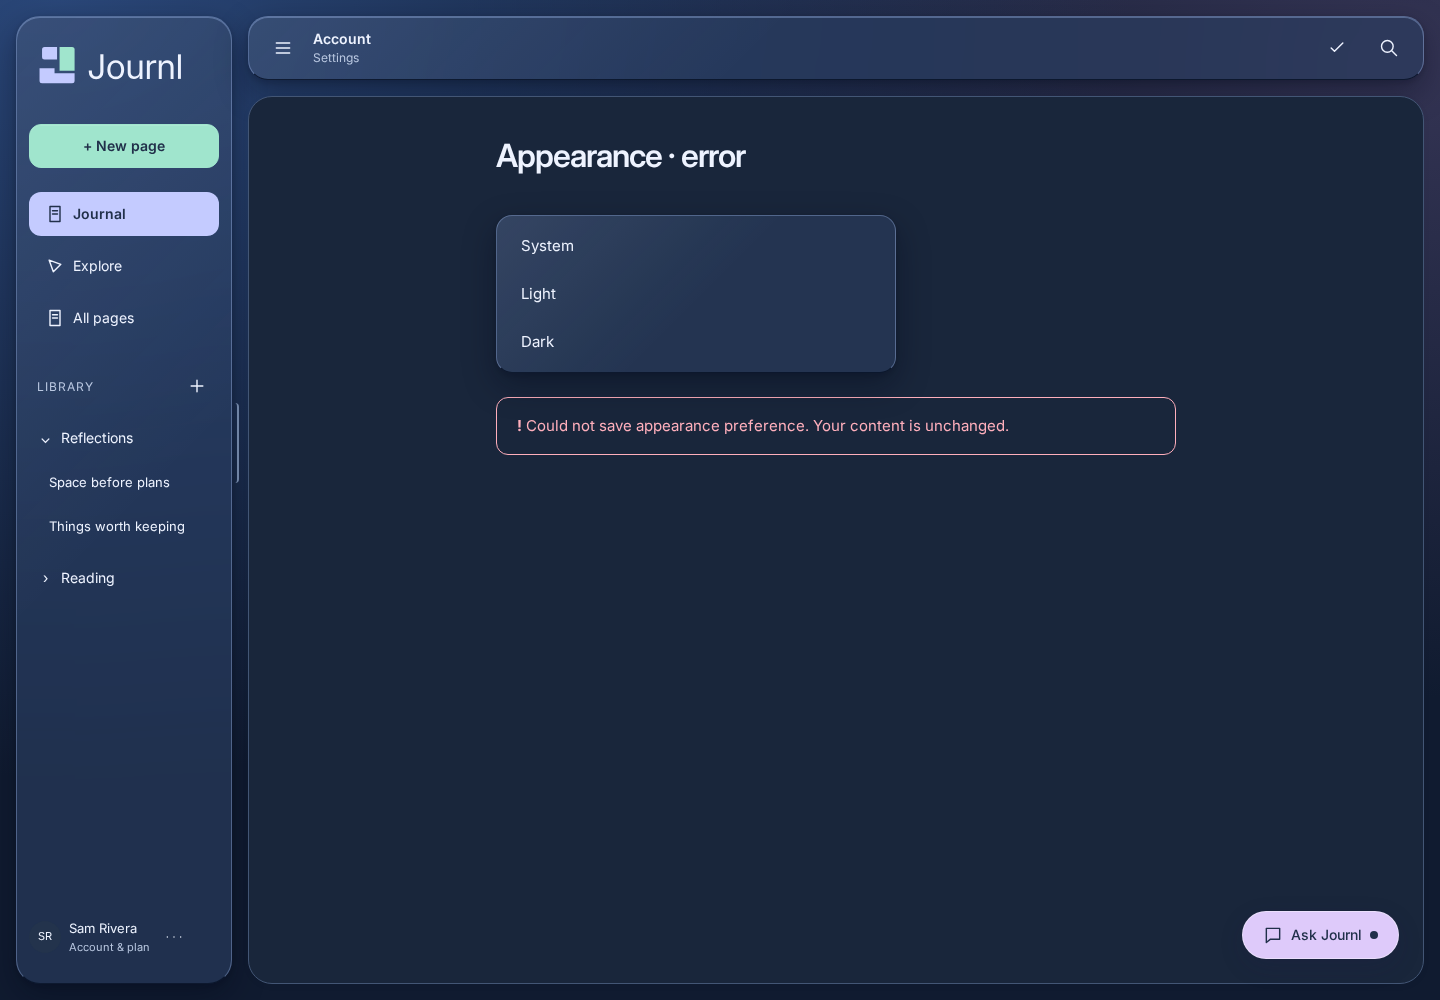 Journl
+ New page
Journal
Explore
All pages
LIBRARY
Reflections
Space before plans
Things worth keeping
Reading
SR
Sam Rivera
Account & plan
Account
Settings
Appearance · error
System
Light
Dark
! Could not save appearance preference. Your content is unchanged.
Ask Journl